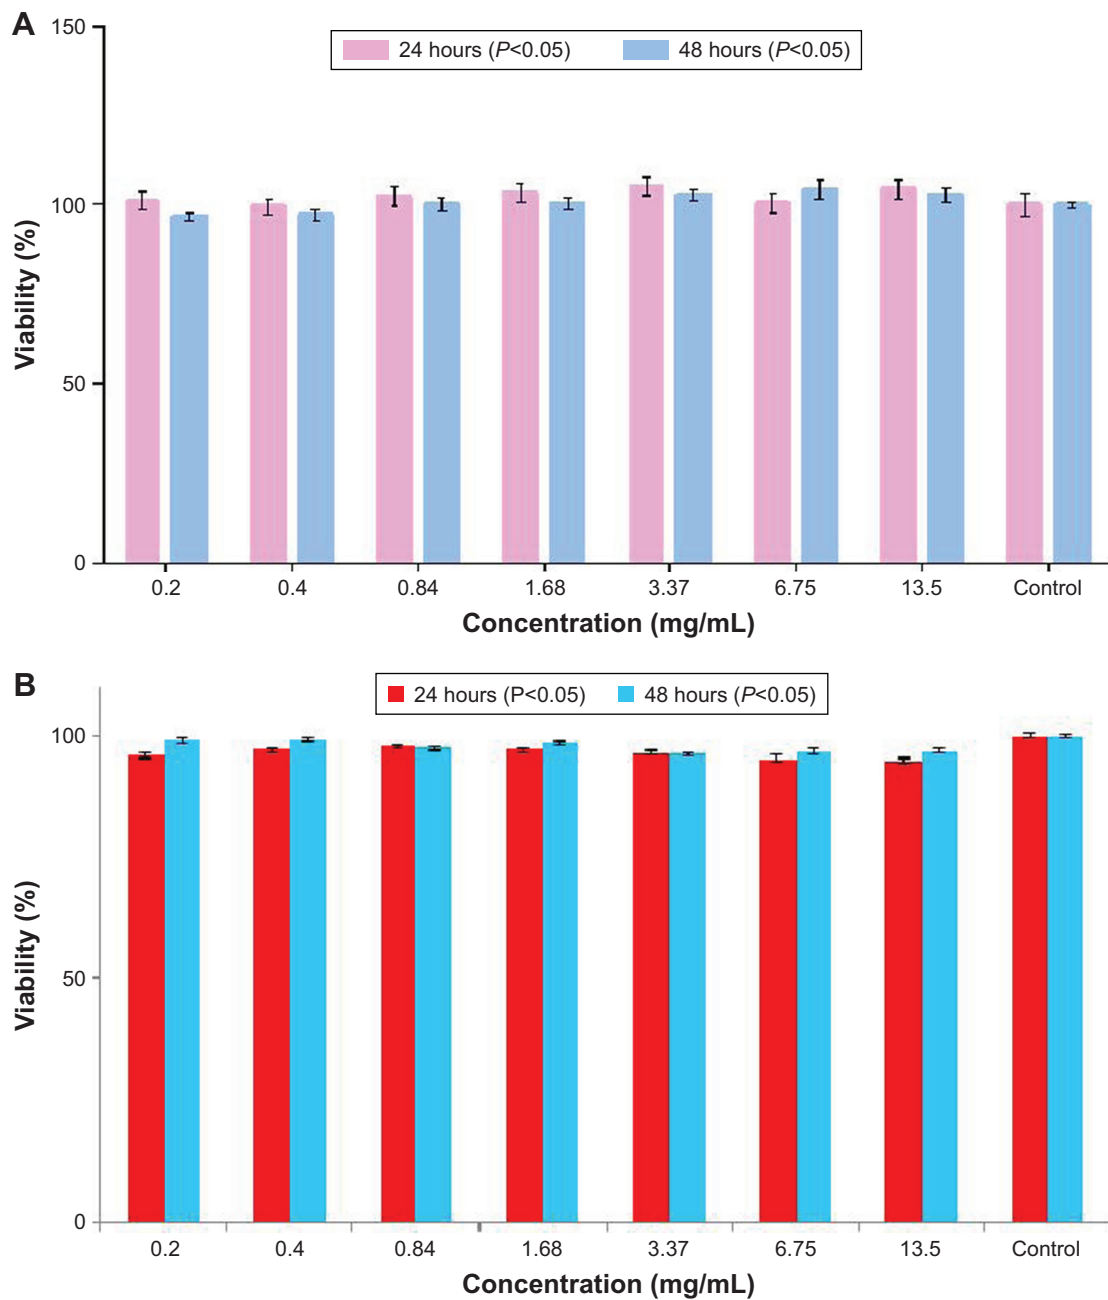 A
150
24 hours (P<0.05) 48 hours (P<0.05)
100
50
0
Viability (%)
0.2 0.4 0.84 1.68 3.37 6.75 13.5 Control
Concentration (mg/mL)
B
24 hours (P<0.05) 48 hours (P<0.05)
100
50
0
Viability (%)
0.2 0.4 0.84 1.68 3.37 6.75 13.5 Control
Concentration (mg/mL)